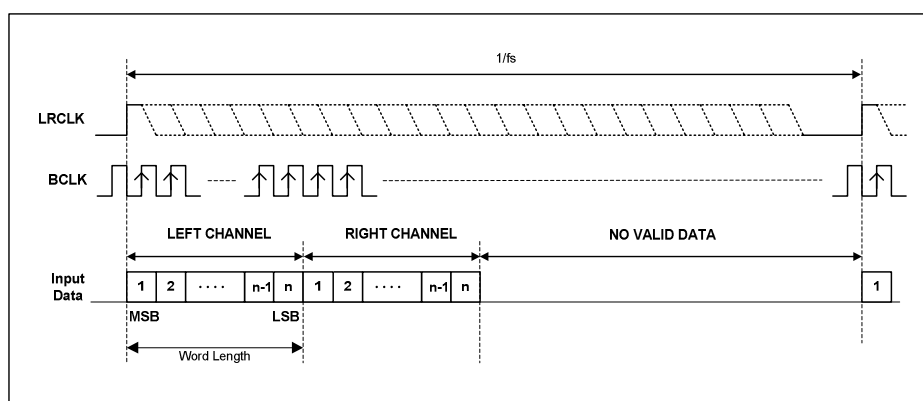 1/fs
LRCLK
BCLK
LEFT CHANNEL RIGHT CHANNEL NO VALID DATA
Input Data 1 2 · · · · n-1 n 1 2 · · · · n-1 n 1
MSB LSB
Word Length